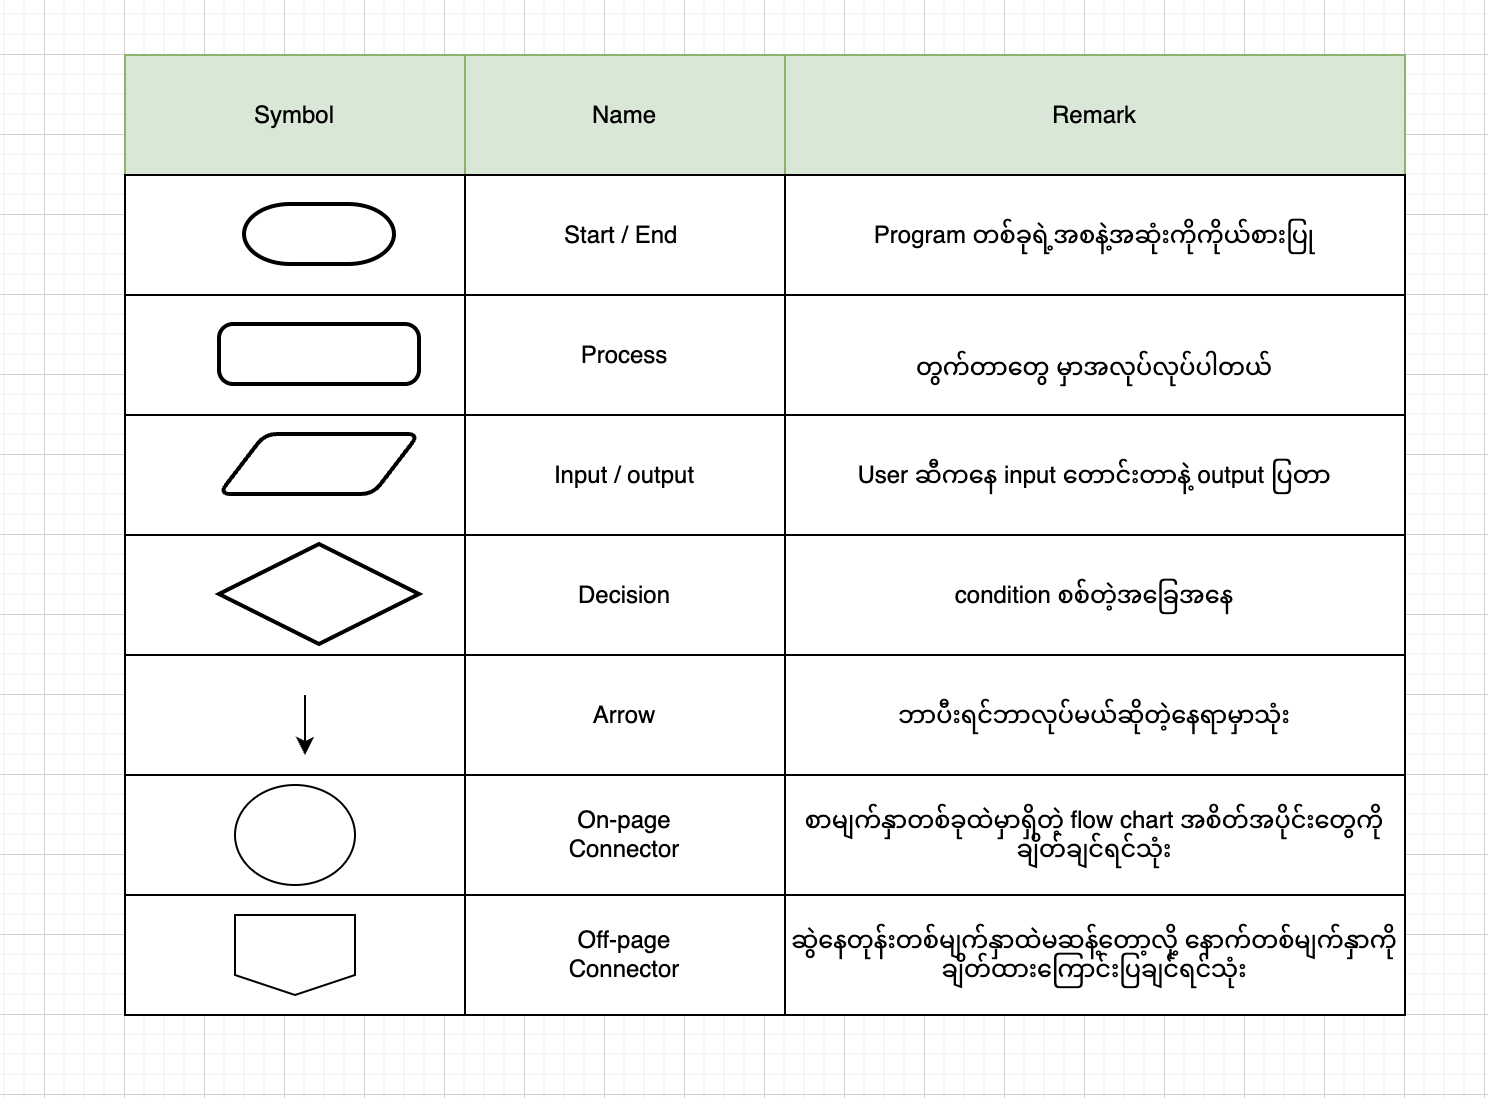 Symbol
Name
Remark
Start / End
Program တစ်ခုရဲ့အစနဲ့အဆုံးကိုကိုယ်စားပြု
Process
တွက်တာတွေ မှာအလုပ်လုပ်ပါတယ်
Input / output
User ဆီကနေ input တောင်းတာနဲ့ output ပြတာ
Decision
condition စစ်တဲ့အခြေအနေ
Arrow
ဘာပီးရင်ဘာလုပ်မယ်ဆိုတဲ့နေရာမှာသုံး
On-page
Connector
စာမျက်နှာတစ်ခုထဲမှာရှိတဲ့ flow chart အစိတ်အပိုင်းတွေကို
ချိတ်ချင်ရင်သုံး
Off-page
Connector
ဆွဲနေတုန်းတစ်မျက်နှာထဲမဆန့်တော့လို့ နောက်တစ်မျက်နှာကို
ချိတ်ထားကြောင်းပြချင်ရင်သုံး